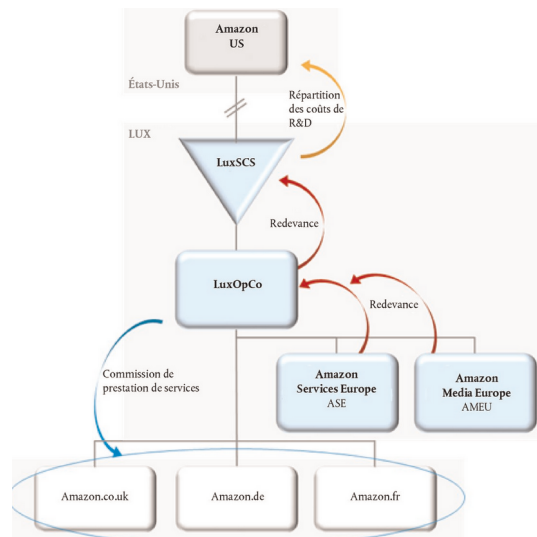 Amazon
US
États-Unis
Répartition
des coûts de
R&D
LUX
LuxSCS
Redevance
LuxOpCo
Redevance
Commission de
prestation de services
Amazon
Services Europe
ASE
Amazon
Media Europe
AMEU
Amazon.co.uk
Amazon.de
Amazon.fr